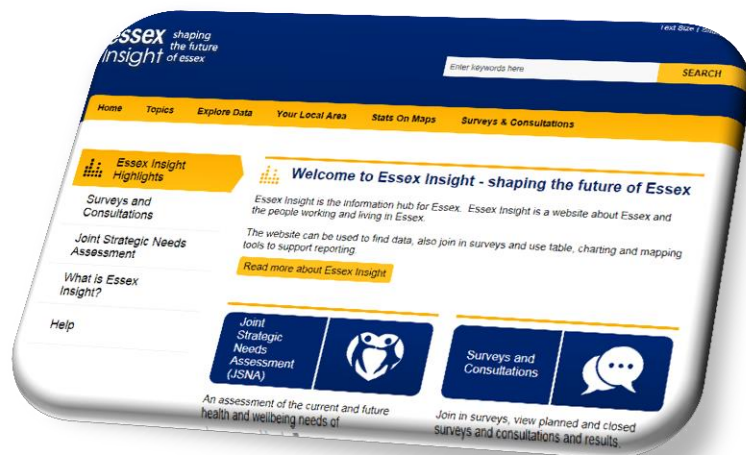 essex shaping
insight the future
of essex
Text Size
Enter keywords here
SEARCH
Home Topics Explore Data Your Local Area Stats On Maps Surveys & Consultations
Essex Insight
Highlights
Surveys and
Consultations
Joint Strategic Needs
Assessment
What is Essex
Insight?
Help
Welcome to Essex Insight - shaping the future of Essex
Essex Insight is the information hub for Essex. Essex Insight is a website about Essex and
the people working and living in Essex.
The website can be used to find data, also join in surveys and use table, charting and mapping
tools to support reporting.
Read more about Essex Insight
Joint
Strategic
Needs
Assessment
(JSNA)
An assessment of the current and future
health and wellbeing needs of
Surveys and
Consultations
Join in surveys, view planned and closed
surveys and consultations and results.